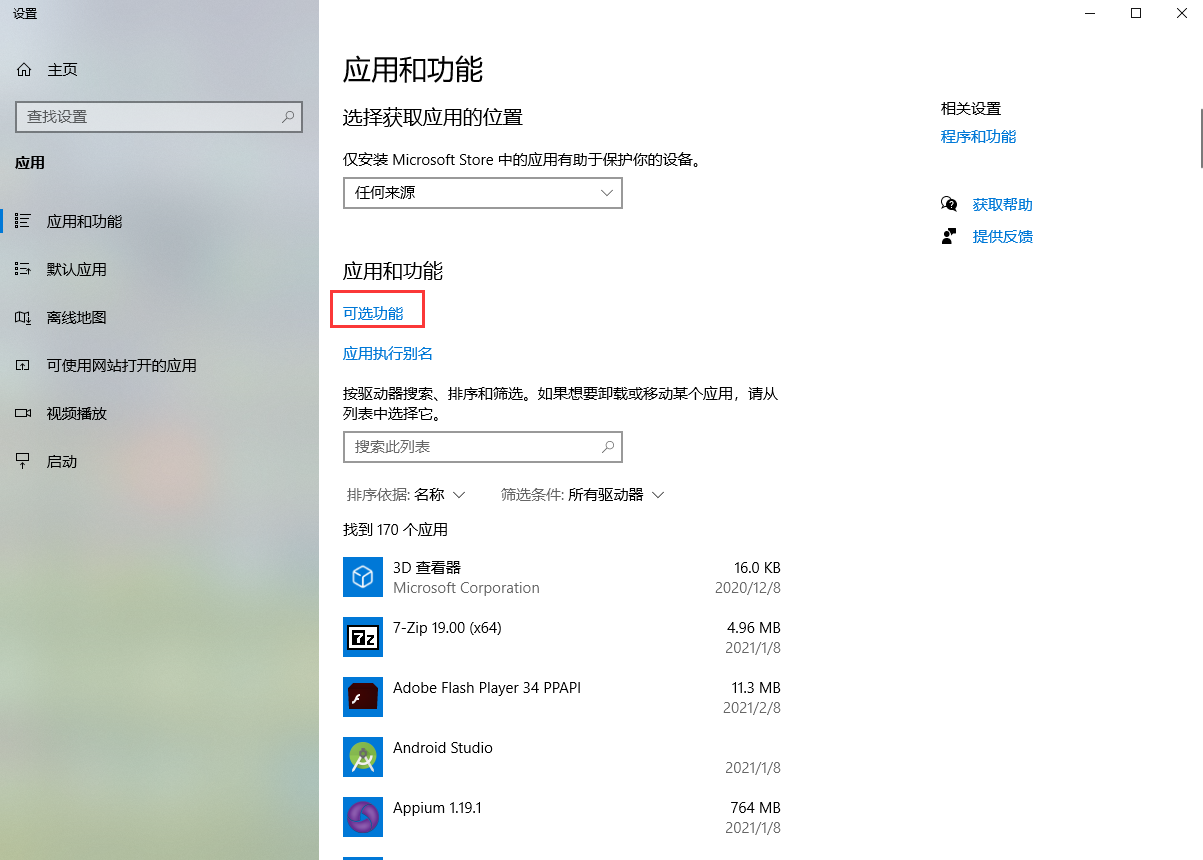 设置
主页
查找设置
应用
应用和功能
默认应用
离线地图
可使用网站打开的应用
视频播放
启动
应用和功能
选择获取应用的位置
仅安装 Microsoft Store 中的应用有助于保护你的设备。
任何来源
应用和功能
可选功能
应用执行别名
按驱动器搜索、排序和筛选。如果想要卸载或移动某个应用，请从
列表中选择它。
搜索此列表
排序依据: 名称 筛选条件: 所有驱动器
找到 170 个应用
3D 查看器 16.0 KB
Microsoft Corporation 2020/12/8
7-Zip 19.00 (x64) 4.96 MB
2021/1/8
Adobe Flash Player 34 PPAPI 11.3 MB
2021/2/8
Android Studio
2021/1/8
Appium 1.19.1 764 MB
2021/1/8
相关设置
程序和功能
获取帮助
提供反馈